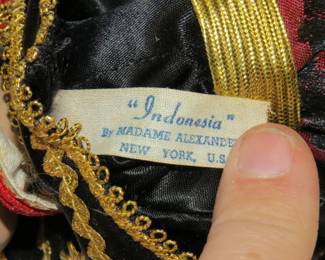 "Indonesia"
By MADAME ALEXANDE
NEW YORK, U.S.